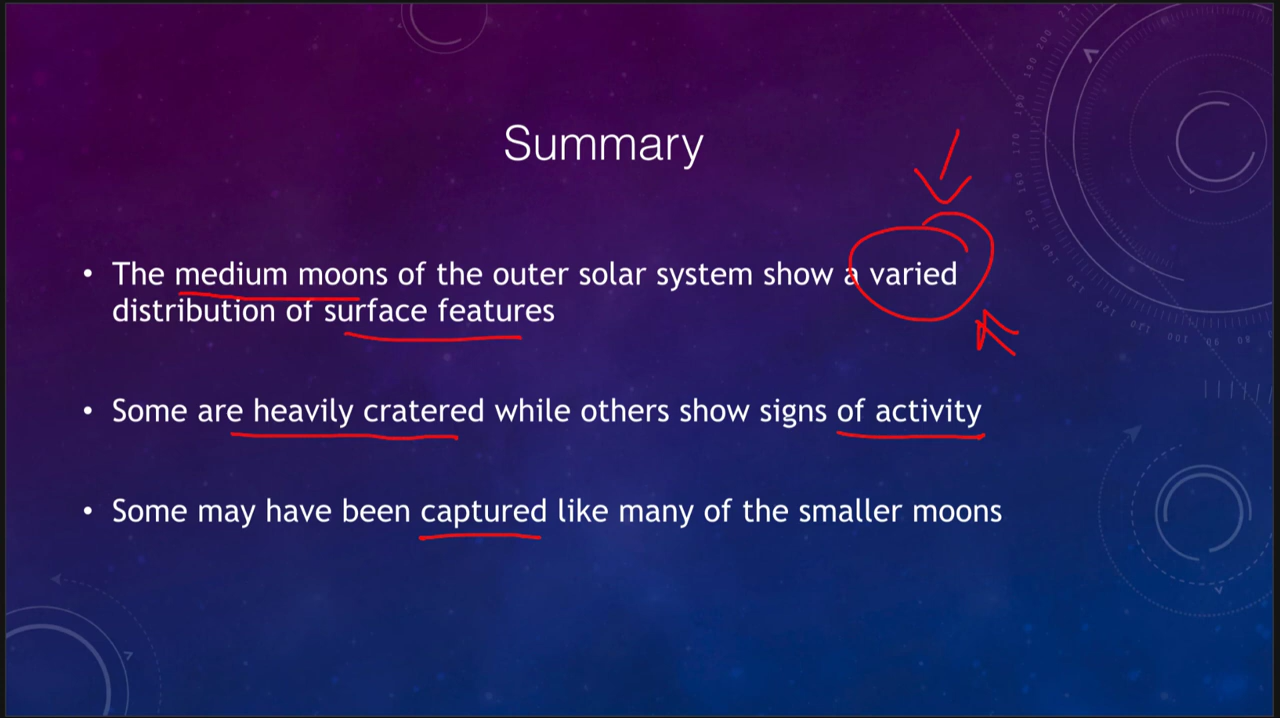 Summary
• The medium moons of the outer solar system show a varied
distribution of surface features
• Some are heavily cratered while others show signs of activity
• Some may have been captured like many of the smaller moons